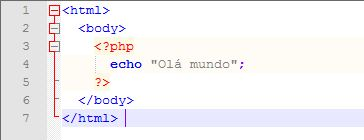 1 <html>
2 <body>
3 <?php
4 echo "Olá mundo";
5 ?>
6 </body>
7 </html>